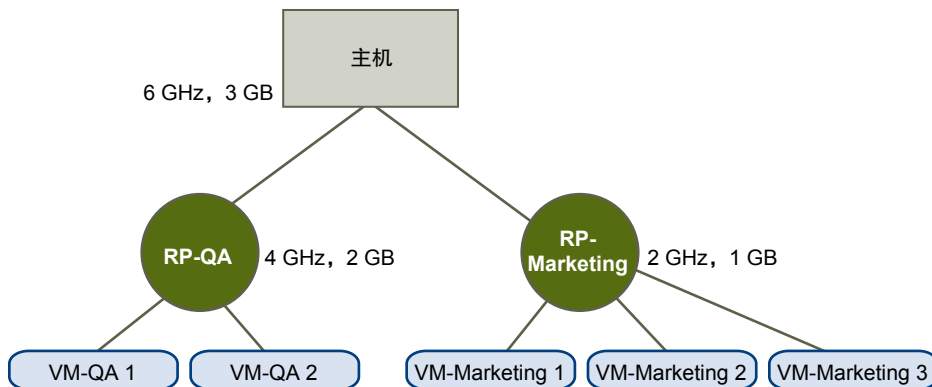 主机
6 GHz，3 GB
RP-QA
4 GHz，2 GB
RP-
Marketing
2 GHz，1 GB
VM-QA 1
VM-QA 2
VM-Marketing 1
VM-Marketing 2
VM-Marketing 3